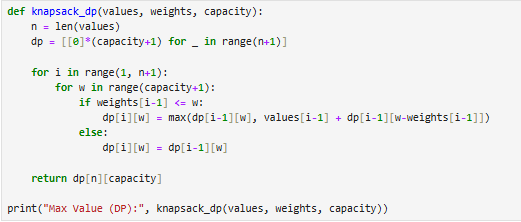 def knapsack_dp(values, weights, capacity):
    n = len(values)
    dp = [[0]*(capacity+1) for _ in range(n+1)]

    for i in range(1, n+1):
        for w in range(capacity+1):
            if weights[i-1] <= w:
                dp[i][w] = max(dp[i-1][w], values[i-1] + dp[i-1][w-weights[i-1]])
            else:
                dp[i][w] = dp[i-1][w]

    return dp[n][capacity]

print("Max Value (DP):", knapsack_dp(values, weights, capacity))